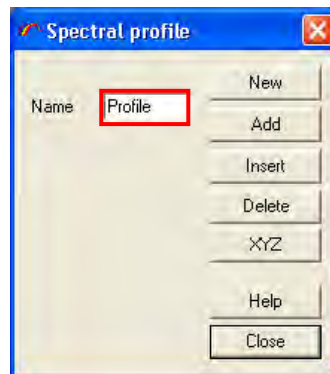 Spectral profile
New
Name Profile
Add
Insert
Delete
XYZ
Help
Close